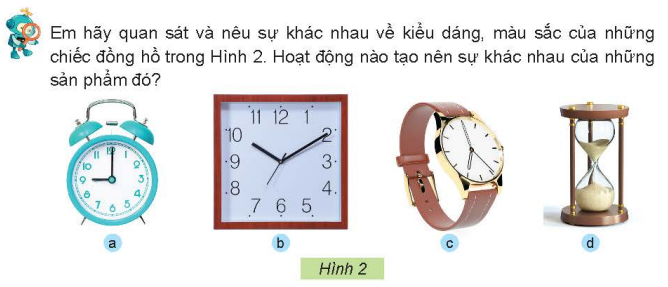 Em hãy quan sát và nêu sự khác nhau về kiểu dáng, màu sắc của những
chiếc đồng hồ trong Hình 2. Hoạt động nào tạo nên sự khác nhau của những
sản phẩm đó?
11 12 1
10 2
9 3
8 4
7 6 5
a b c d
Hình 2